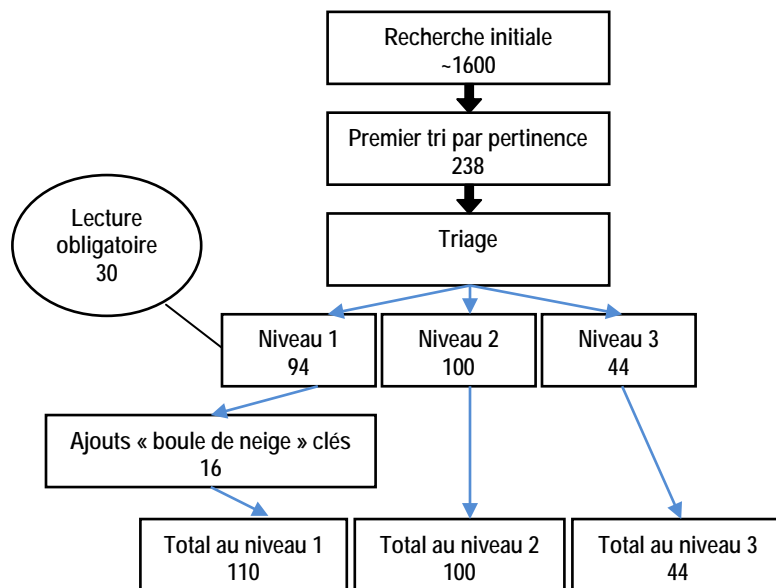 Recherche initiale
~1600
Premier tri par pertinence
238
Lecture
obligatoire
30
Triage
Niveau 1
94
Niveau 2
100
Niveau 3
44
Ajouts « boule de neige » clés
16
Total au niveau 1
110
Total au niveau 2
100
Total au niveau 3
44